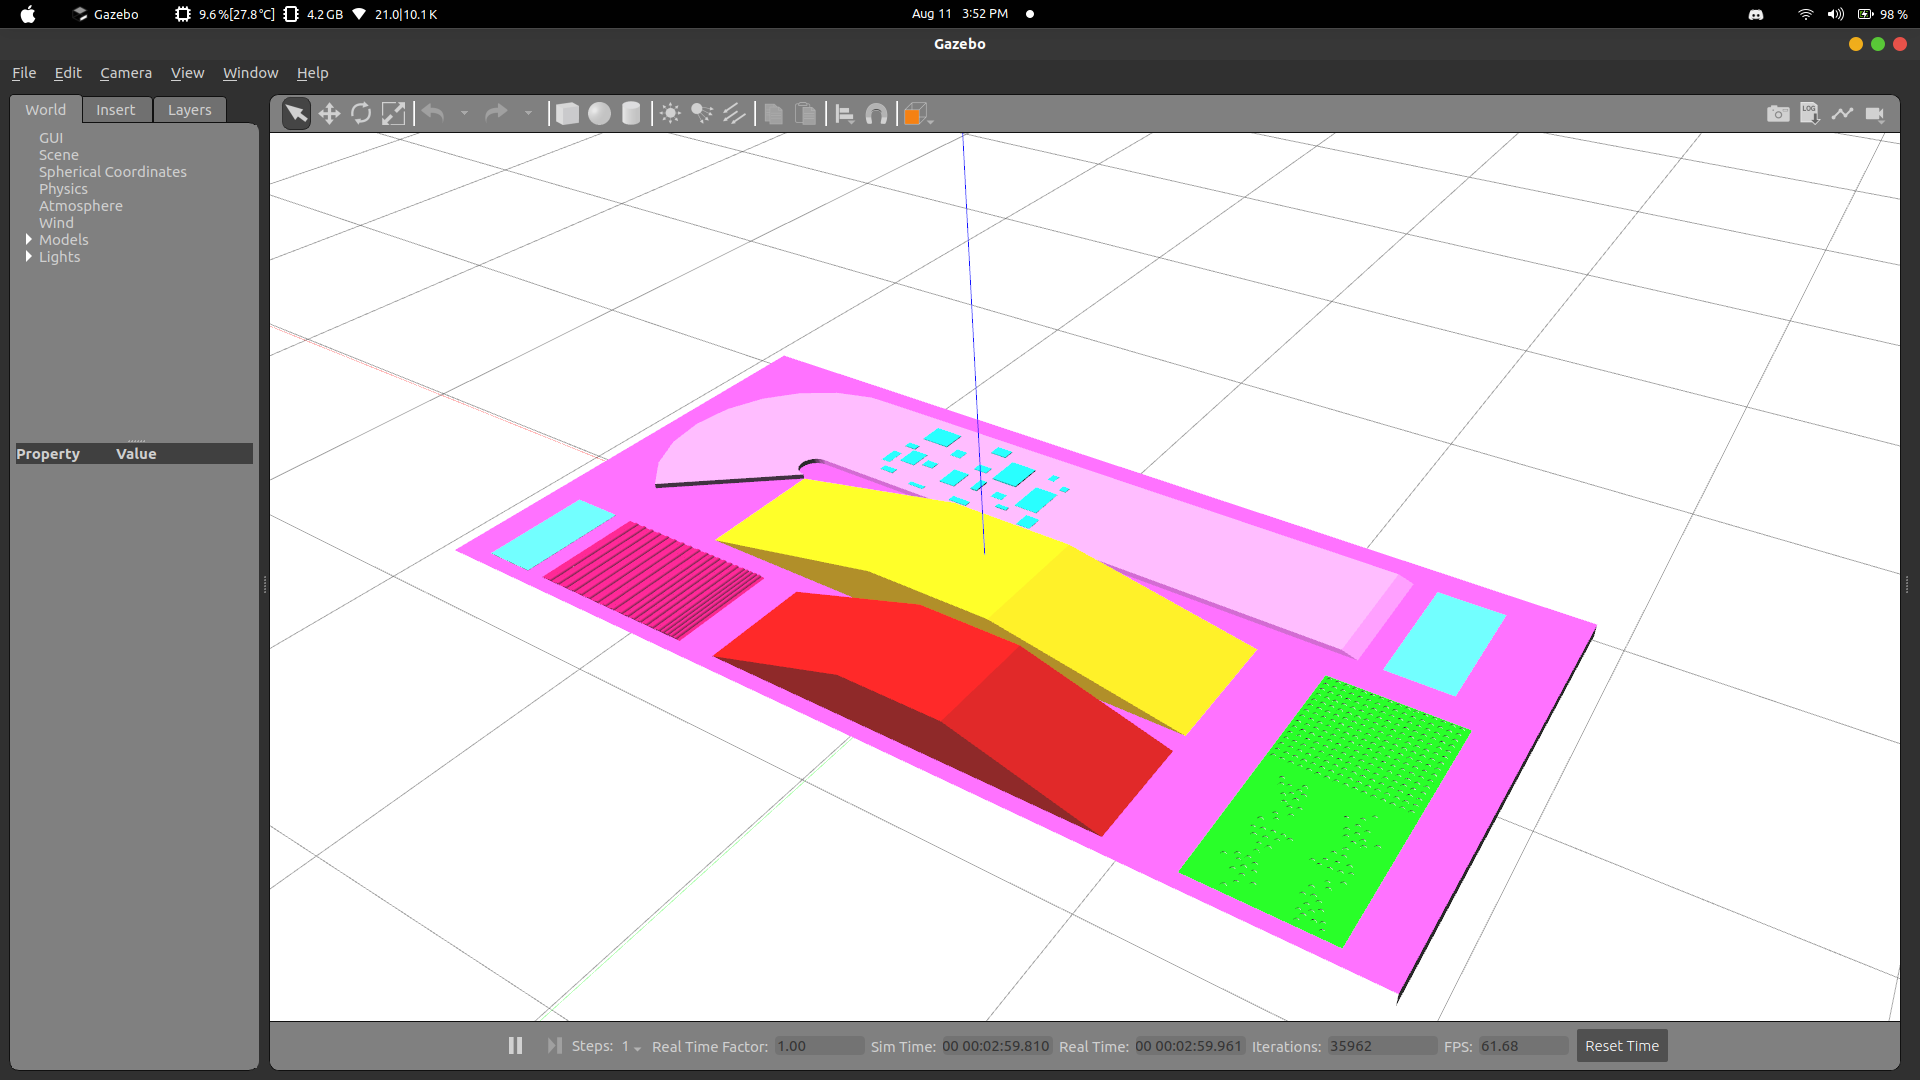 Gazebo 9.6%[27.8°C] 4.2GB 21.0|10.1K Aug 11 3:52 PM 98 %
Gazebo
File Edit Camera View Window Help
World Insert Layers
LOG
GUI
Scene
Spherical Coordinates
Physics
Atmosphere
Wind
Models
Lights
Property Value
Steps: 1 Real Time Factor: 1.00 Sim Time: 00 00:02:59.810 Real Time: 00 00:02:59.961 Iterations: 35962 FPS: 61.68 Reset Time